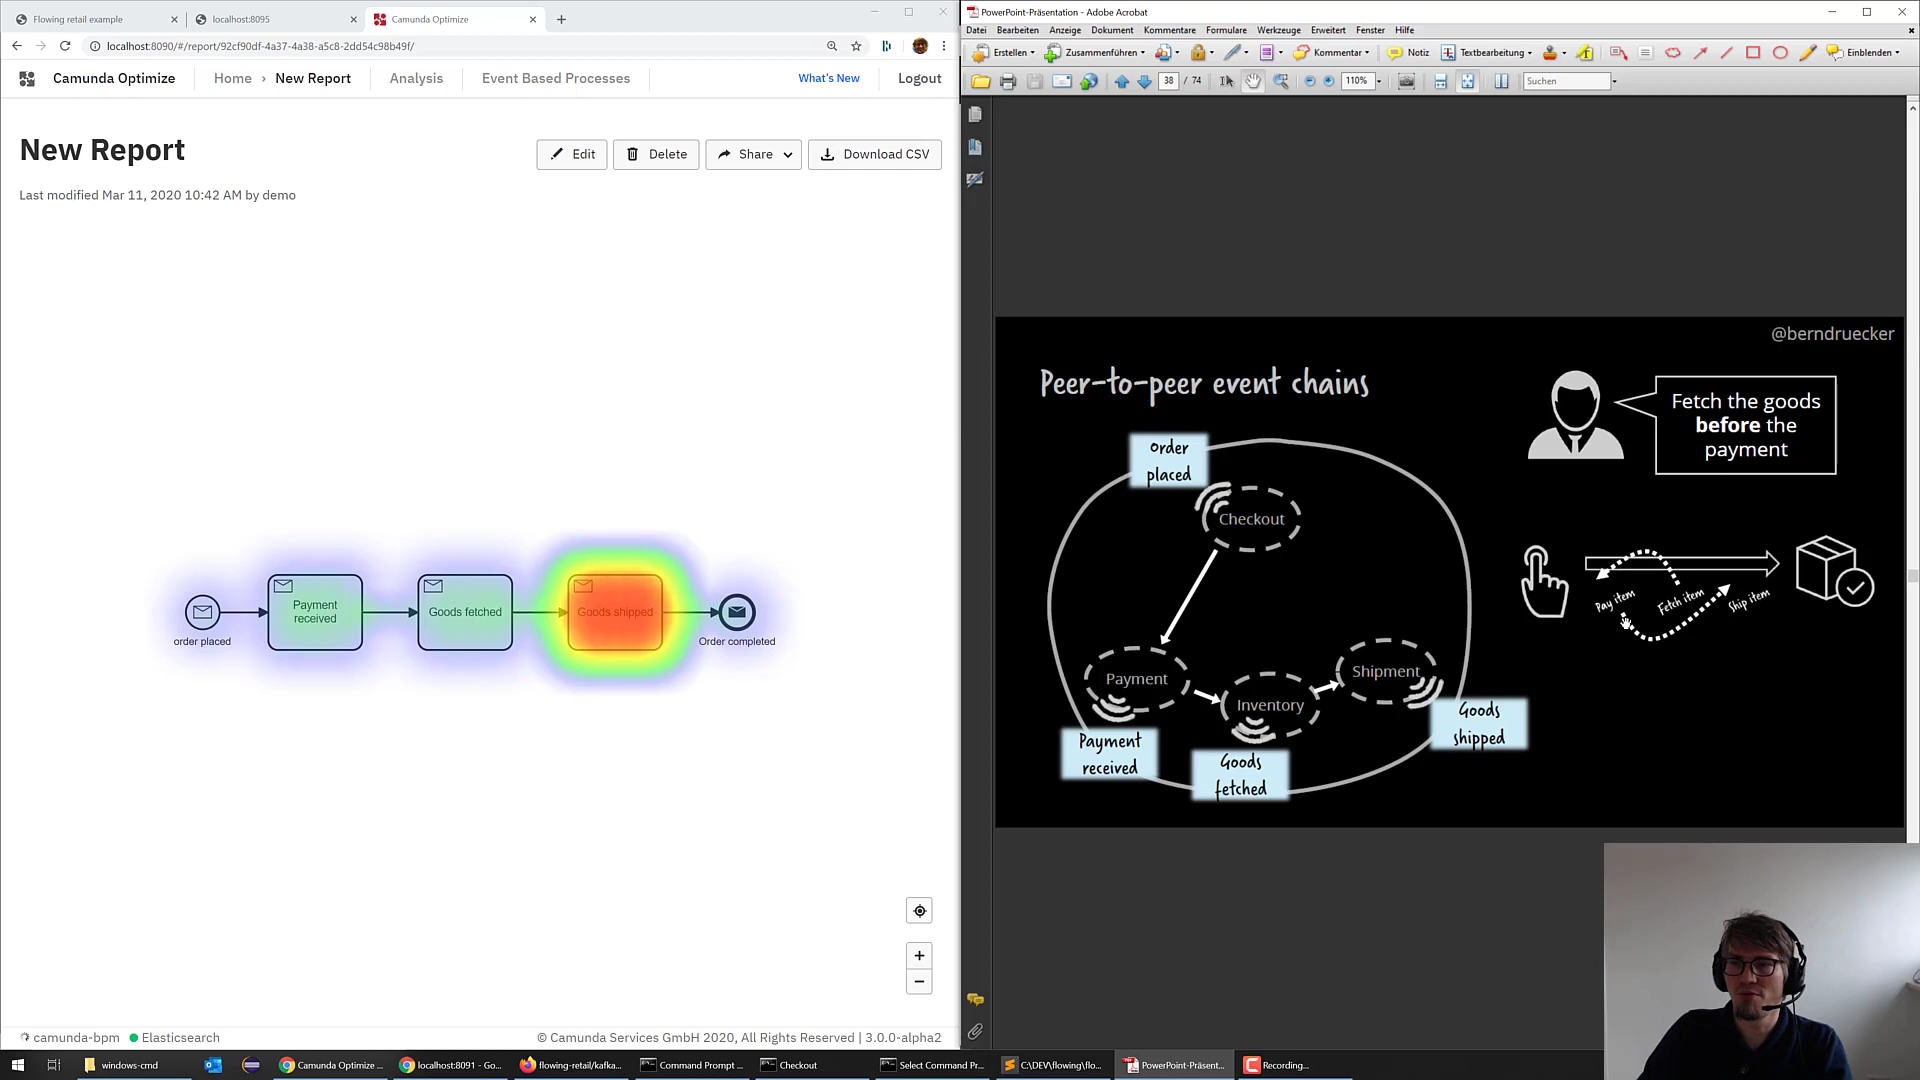 Flowing retail example
localhost:8095
Camunda Optimize
localhost:8090/#/report/92cf90df-4a37-4a38-a5c8-2dd54c98b49f/
Camunda Optimize
Home › New Report
Analysis
Event Based Processes
What's New
Logout
New Report
Edit
Delete
Share
Download CSV
Last modified Mar 11, 2020 10:42 AM by demo
order placed
Payment
received
Goods fetched
Goods shipped
Order completed
camunda-bpm
Elasticsearch
© Camunda Services GmbH 2020, All Rights Reserved | 3.0.0-alpha2
PowerPoint-Präsentation - Adobe Acrobat
Datei Bearbeiten Anzeige Dokument Kommentare Formulare Werkzeuge Erweitert Fenster Hilfe
Erstellen
Zusammenführen
Kommentar
Notiz
Textbearbeitung
Einblenden
38 / 74
110%
Suchen
@berndruecker
Peer-to-peer event chains
Fetch the goods
before the
payment
Order
placed
Checkout
Payment
Inventory
Shipment
Payment
received
Goods
fetched
Goods
shipped
Pay item
Fetch item
Ship item
windows-cmd
Camunda Optimize ...
localhost:8091 - Go...
flowing-retail/kafka...
Command Prompt ...
Checkout
Select Command Pr...
C:\DEV\flowing\flo...
PowerPoint-Präsent...
Recording...